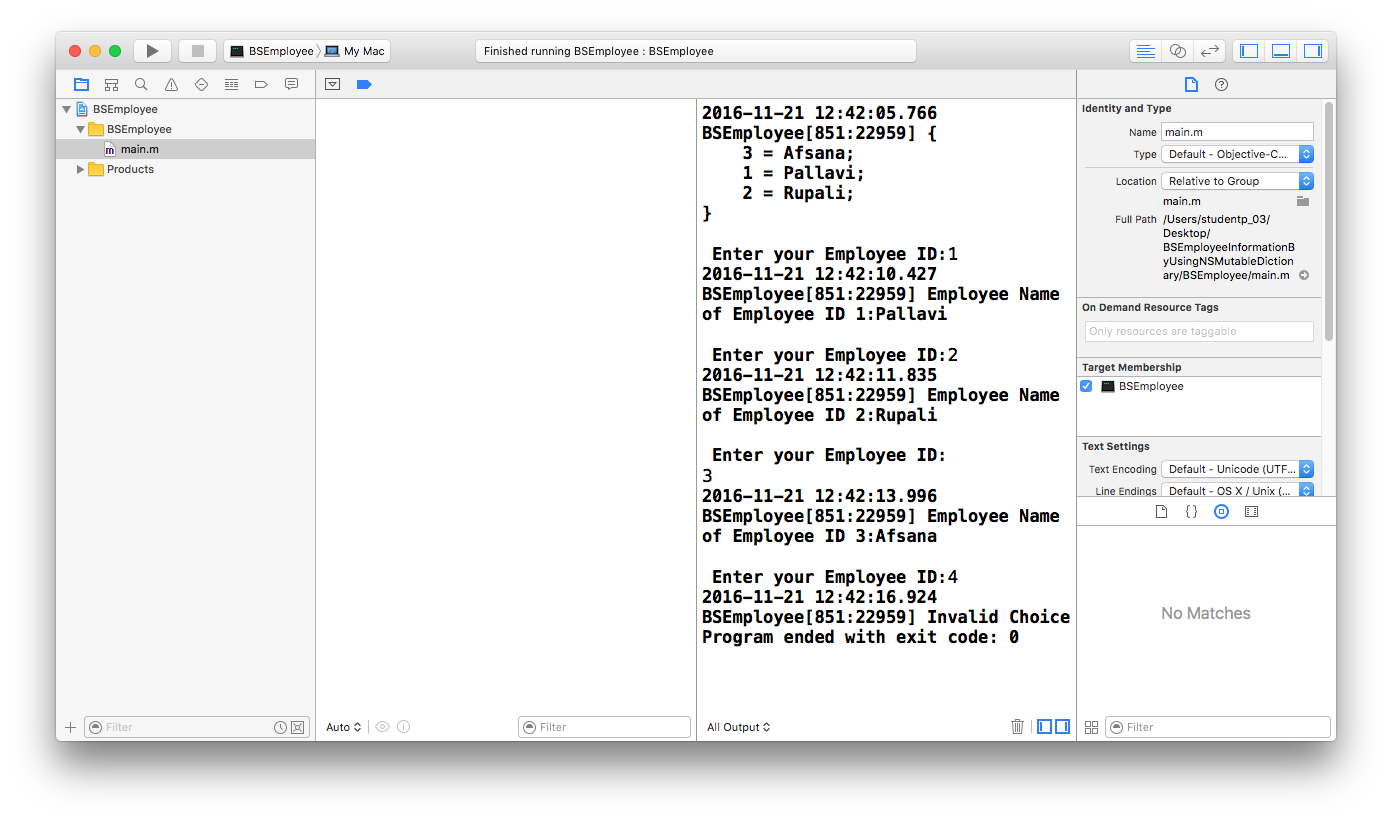 BSEmployee My Mac
Finished running BSEmployee : BSEmployee
BSEmployee
BSEmployee
main.m
Products
Filter
Auto
Filter
2016-11-21 12:42:05.766
BSEmployee[851:22959] {
3 = Afsana;
1 = Pallavi;
2 = Rupali;
}
Enter your Employee ID:1
2016-11-21 12:42:10.427
BSEmployee[851:22959] Employee Name
of Employee ID 1:Pallavi
Enter your Employee ID:2
2016-11-21 12:42:11.835
BSEmployee[851:22959] Employee Name
of Employee ID 2:Rupali
Enter your Employee ID:
3
2016-11-21 12:42:13.996
BSEmployee[851:22959] Employee Name
of Employee ID 3:Afsana
Enter your Employee ID:4
2016-11-21 12:42:16.924
BSEmployee[851:22959] Invalid Choice
Program ended with exit code: 0
All Output
Identity and Type
Name main.m
Type Default - Objective-C...
Location Relative to Group
main.m
Full Path /Users/studentp_03/
Desktop/
BSEmployeeInformationB
yUsingNSMutableDiction
ary/BSEmployee/main.m
On Demand Resource Tags
Only resources are taggable
Target Membership
BSEmployee
Text Settings
Text Encoding Default - Unicode (UTF...
Line Endings Default - OS X / Unix (...
{}
No Matches
Filter